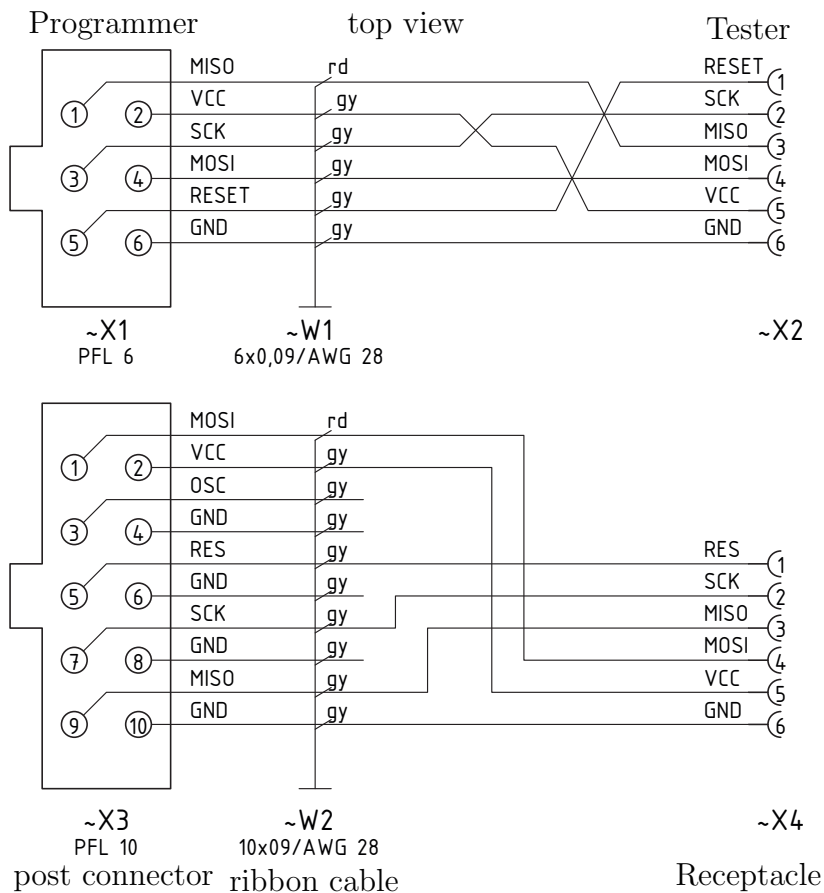 Programmer top view Tester
MISO rd RESET
1 2 VCC gy SCK 1
SCK gy MISO 2
3 4 MOSI gy MOSI 3
RESET gy VCC 4
5 6 GND gy GND 5
6
~X1 ~W1 ~X2
PFL 6 6x0,09/AWG 28
MOSI rd
1 2 VCC gy
OSC gy
3 4 GND gy
RES gy RES 1
5 6 GND gy SCK 2
SCK gy MISO 3
7 8 GND gy MOSI 4
MISO gy VCC 5
9 10 GND gy GND 6
~X3 ~W2 ~X4
PFL 10 10x09/AWG 28
post connector ribbon cable Receptacle